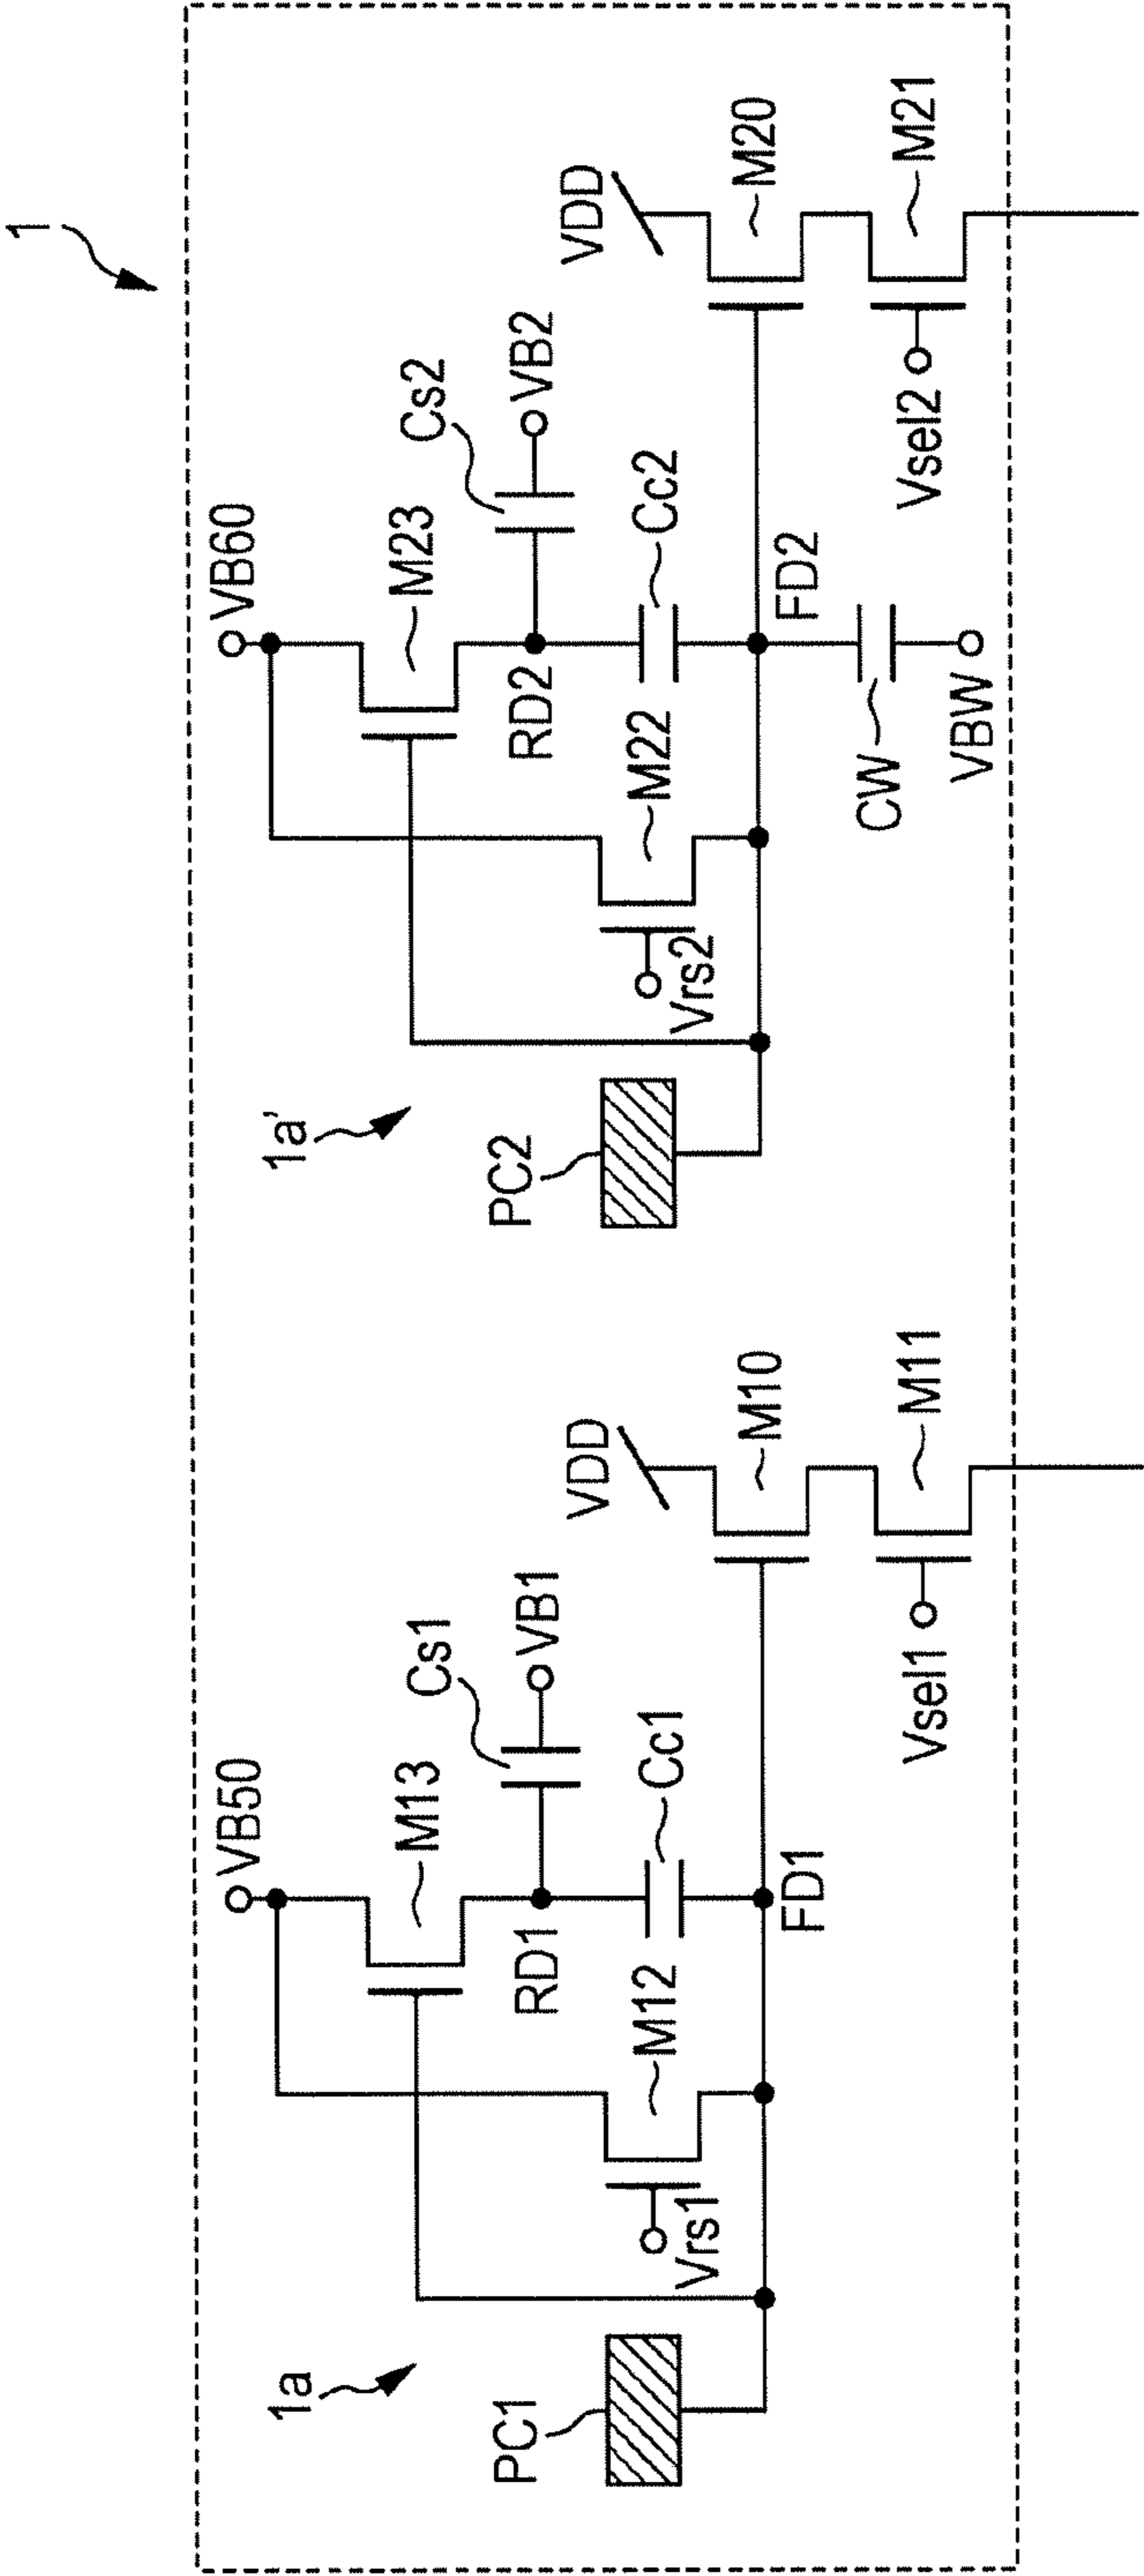 1
1a
PC1
VB50
M13
Cs1
VB1
RD1
M12
Cc1
Vrs1
FD1
VDD
M10
M11
Vsel1
1a'
PC2
VB60
M23
Cs2
VB2
RD2
M22
Cc2
Vrs2
FD2
CW
VBW
VDD
M20
M21
Vsel2